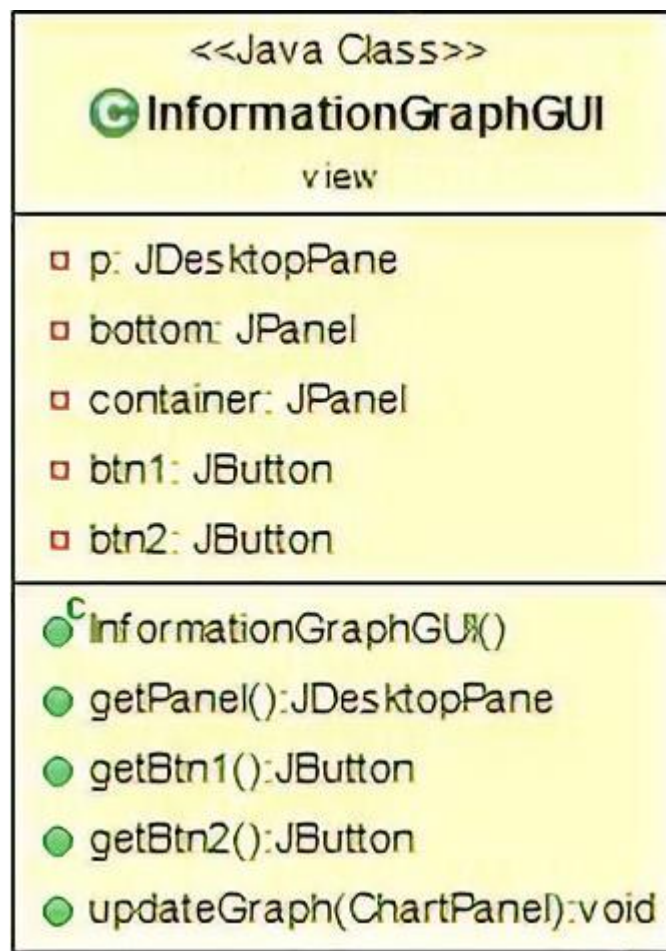 <<Java Class>>
C InformationGraphGUI
view
p: JDesktopPane
bottom: JPanel
container: JPanel
btn1: JButton
btn2: JButton
C InformationGraphGUI()
getPanel():JDesktopPane
getBtn1():JButton
getBtn2():JButton
updateGraph(ChartPanel):void